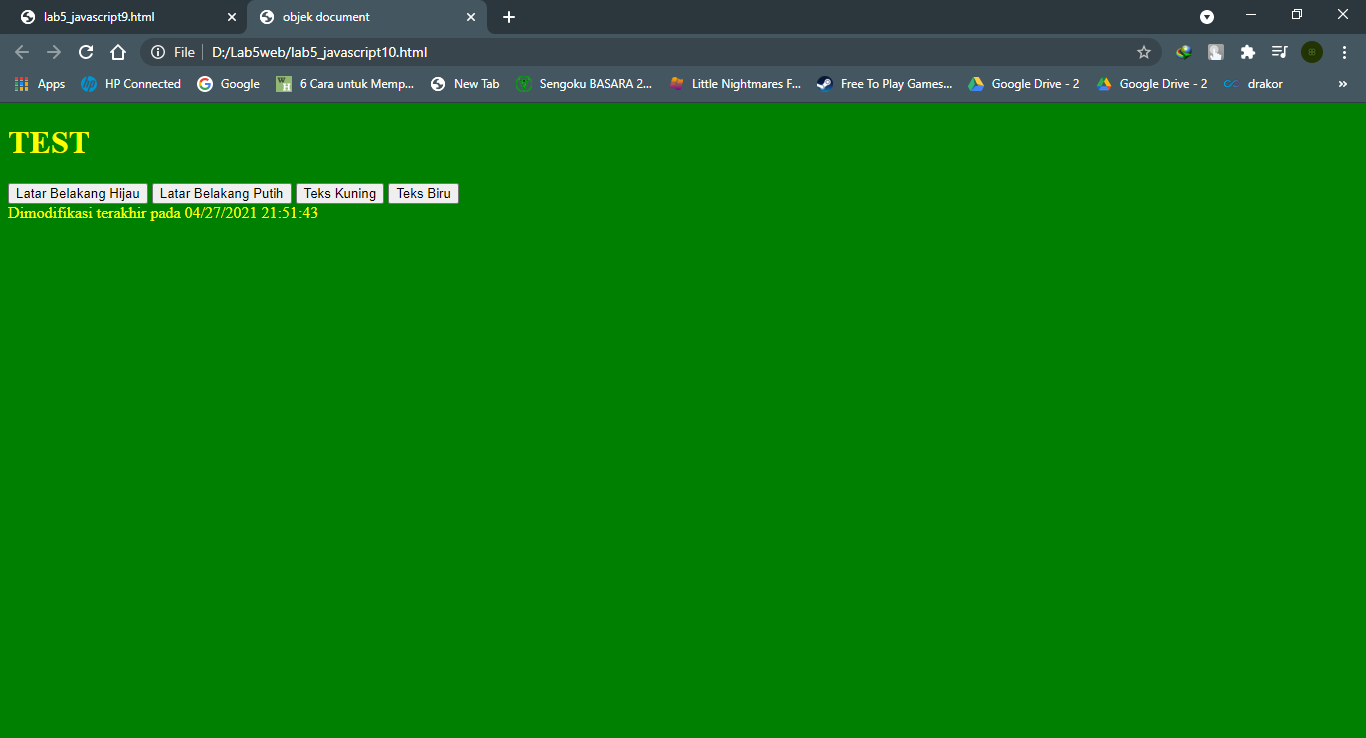 lab5_javascript9.html
objek document
File
D:/Lab5web/lab5_javascript10.html
Apps
HP Connected
Google
6 Cara untuk Memp...
New Tab
Sengoku BASARA 2...
Little Nightmares F...
Free To Play Games...
Google Drive - 2
Google Drive - 2
drakor
TEST
Latar Belakang Hijau
Latar Belakang Putih
Teks Kuning
Teks Biru
Dimodifikasi terakhir pada 04/27/2021 21:51:43